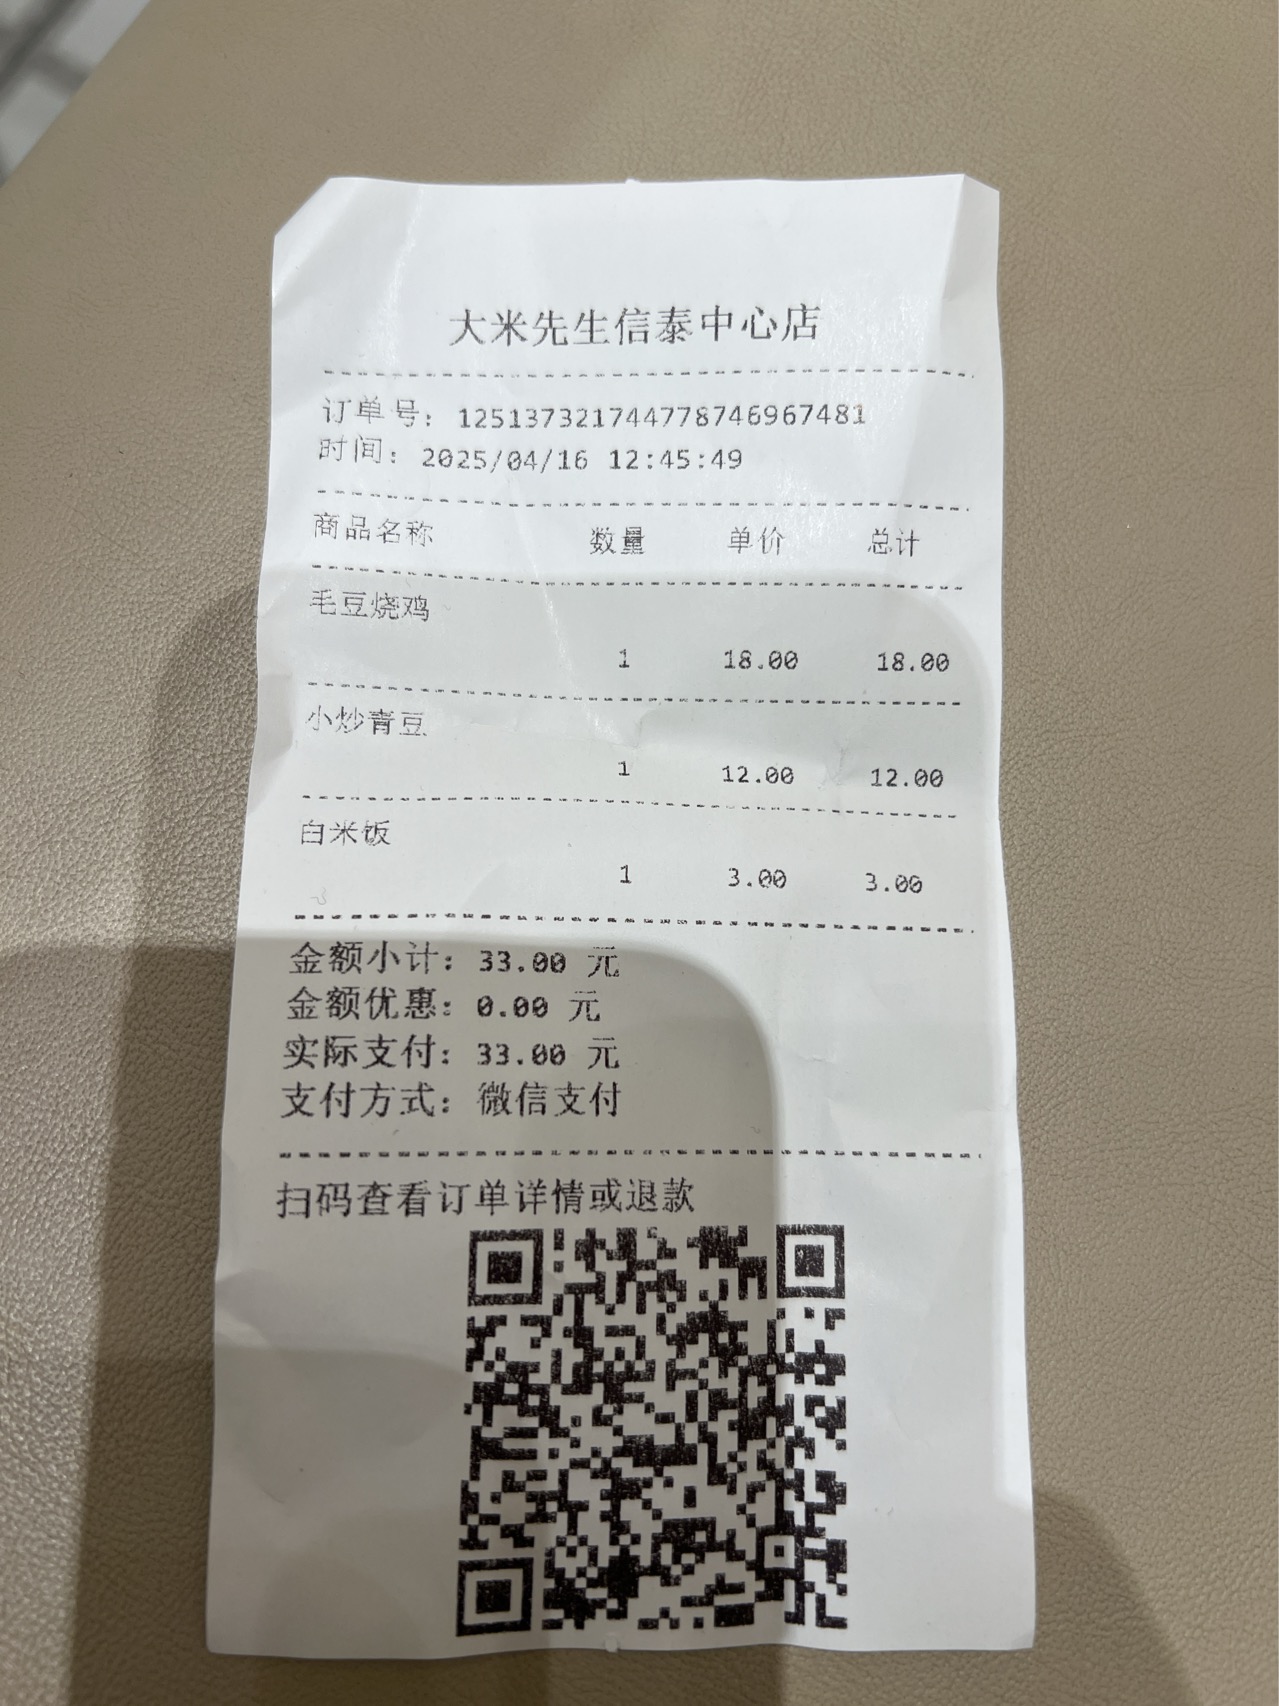 大米先生信泰中心店
订单号：12513732174477874696748​1
时间：2025/04/16 12:45:49
商品名称 数量 单价 总计
毛豆烧鸡
1 18.00 18.00
小炒青豆
1 12.00 12.00
白米饭
1 3.00 3.00
金额小计：33.00 元
金额优惠：0.00 元
实际支付：33.00 元
支付方式：微信支付
扫码查看订单详情或退款